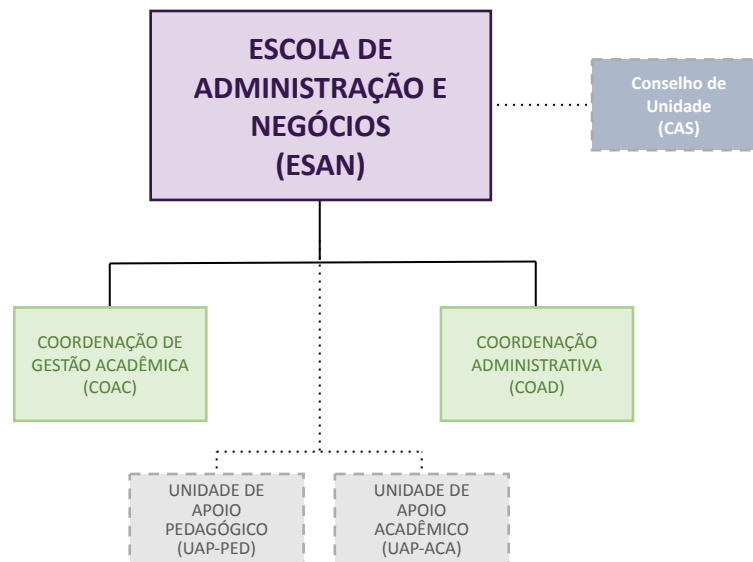 ESCOLA DE
ADMINISTRAÇÃO E
NEGÓCIOS
(ESAN)
Conselho de
Unidade
(CAS)
COORDENAÇÃO DE
GESTÃO ACADÊMICA
(COAC)
COORDENAÇÃO
ADMINISTRATIVA
(COAD)
UNIDADE DE
APOIO
PEDAGÓGICO
(UAP-PED)
UNIDADE DE
APOIO
ACADÊMICO
(UAP-ACA)